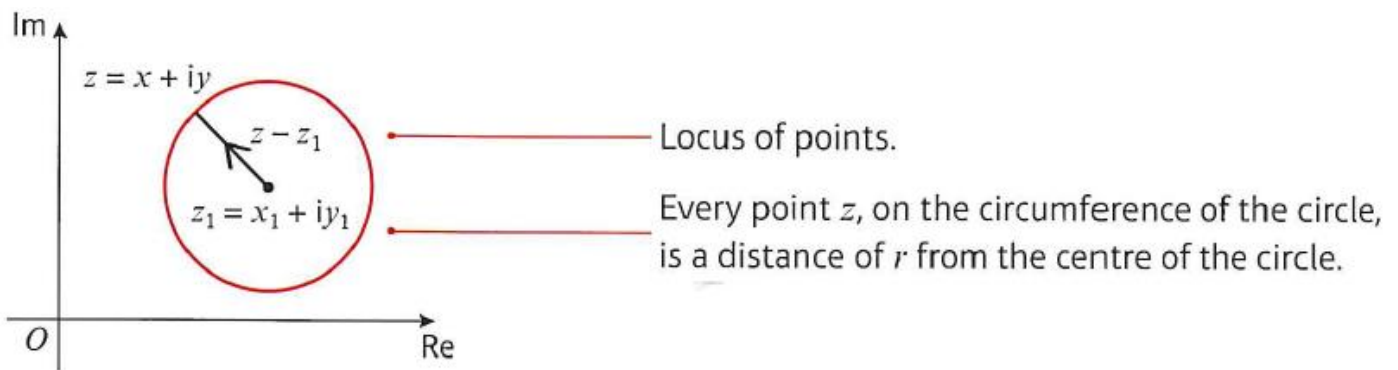 Im
z = x + iy
z − z₁
Locus of points.
z₁ = x₁ + iy₁
Every point z, on the circumference of the circle,
is a distance of r from the centre of the circle.
O
Re